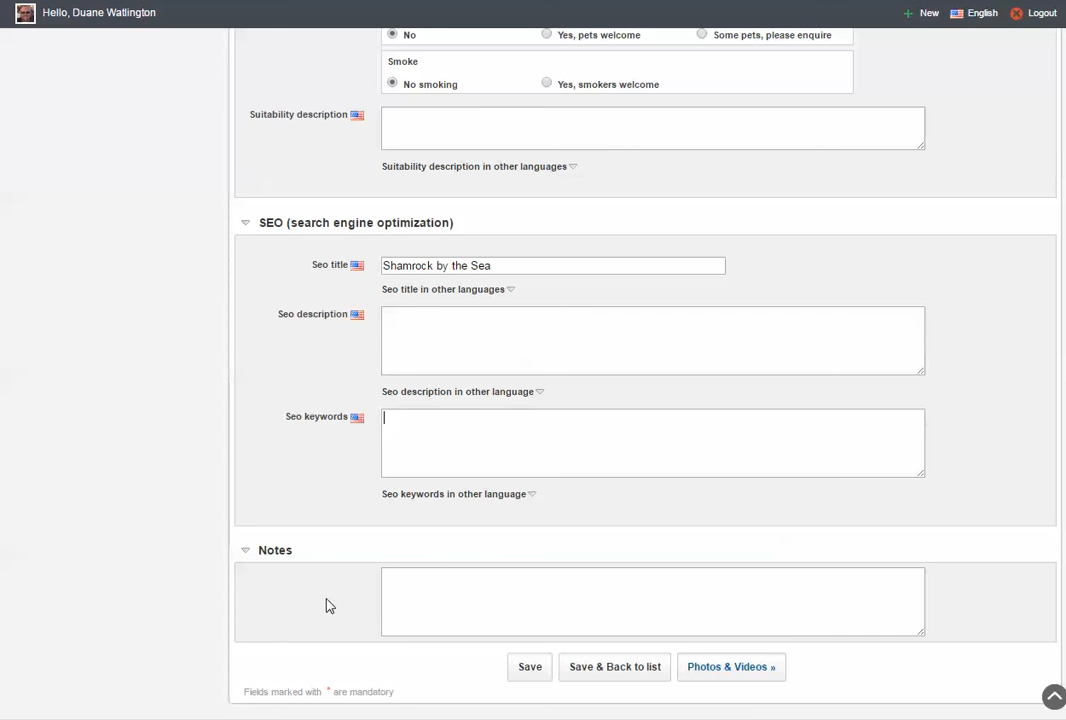 Hello, Duane Watlington
New
English
Logout
No
Yes, pets welcome
Some pets, please enquire
Smoke
No smoking
Yes, smokers welcome
Suitability description
Suitability description in other languages
SEO (search engine optimization)
Seo title
Shamrock by the Sea
Seo title in other languages
Seo description
Seo description in other language
Seo keywords
Seo keywords in other language
Notes
Save
Save & Back to list
Photos & Videos »
Fields marked with * are mandatory